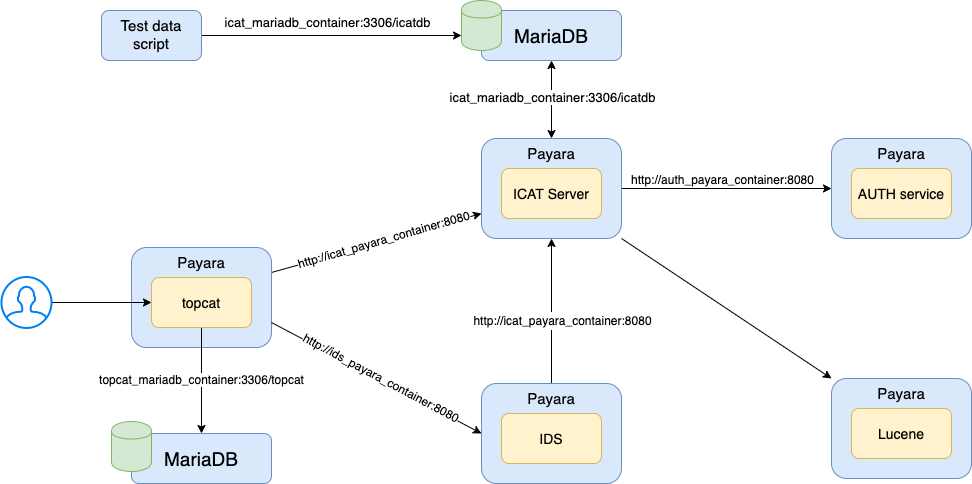 Test data
script
icat_mariadb_container:3306/icatdb
MariaDB
icat_mariadb_container:3306/icatdb
Payara
ICAT Server
http://auth_payara_container:8080
Payara
AUTH service
http://icat_payara_container:8080
Payara
topcat
http://icat_payara_container:8080
http://ids_payara_container:8080
topcat_mariadb_container:3306/topcat
MariaDB
Payara
IDS
Payara
Lucene